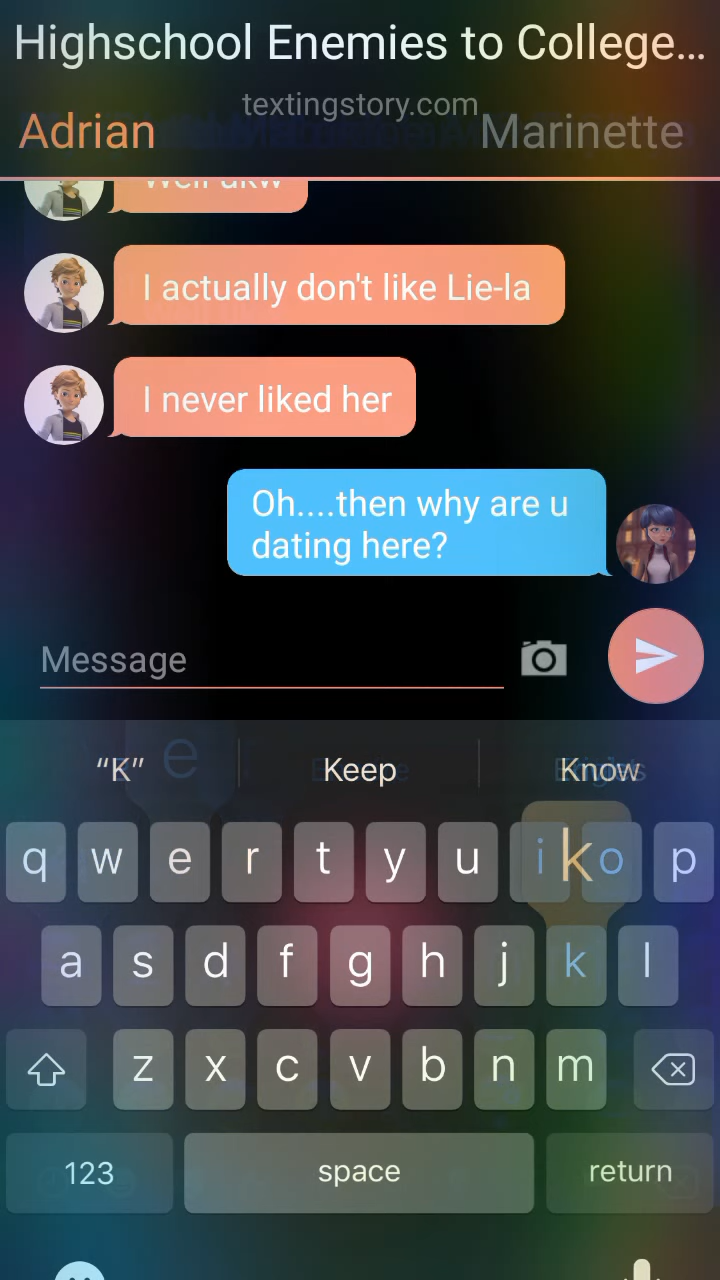 Highschool Enemies to College...
textingstory.com
Adrian Marinette
I actually don't like Lie-la
I never liked her
Oh....then why are u
dating here?
Message
“K” Keep Know
q w e r t y u i k o p
a s d f g h j k l
z x c v b n m
123 space return